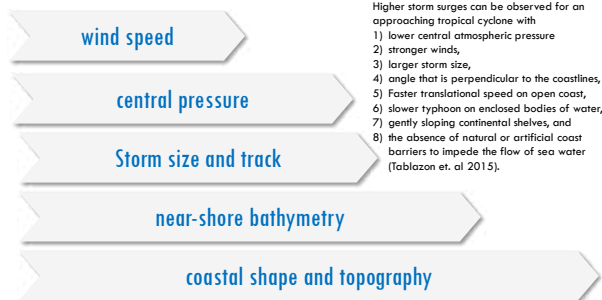 wind speed
central pressure
Storm size and track
near-shore bathymetry
coastal shape and topography
Higher storm surges can be observed for an
approaching tropical cyclone with
1) lower central atmospheric pressure
2) stronger winds,
3) larger storm size,
4) angle that is perpendicular to the coastlines,
5) Faster translational speed on open coast,
6) slower typhoon on enclosed bodies of water,
7) gently sloping continental shelves, and
8) the absence of natural or artificial coast
barriers to impede the flow of sea water
(Tablazon et. al 2015).